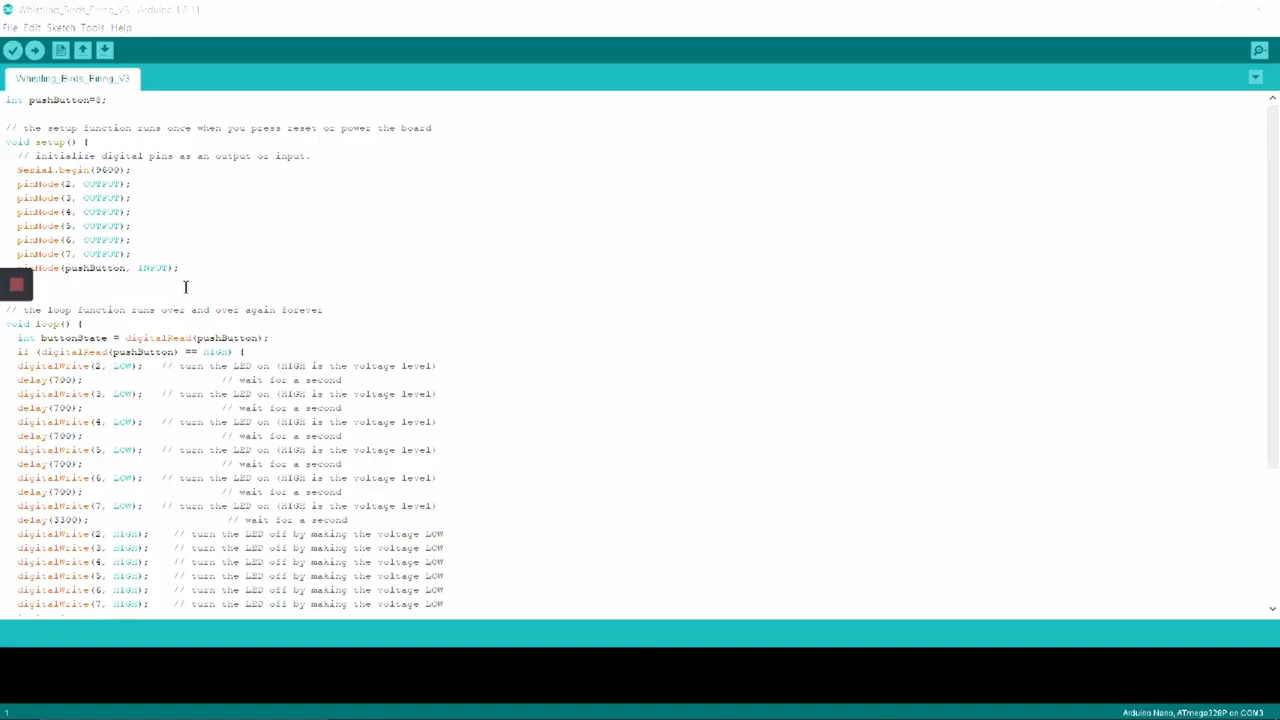 Whistling_Birds_Firing_V3 - Arduino 1.8.11
File Edit Sketch Tools Help
Whistling_Birds_Firing_V3
int pushButton=8;
// the setup function runs once when you press reset or power the board
void setup() {
// initialize digital pins as an output or input.
Serial.begin(9600);
pinMode(2, OUTPUT);
pinMode(3, OUTPUT);
pinMode(4, OUTPUT);
pinMode(5, OUTPUT);
pinMode(6, OUTPUT);
pinMode(7, OUTPUT);
pinMode(pushButton, INPUT);
// the loop function runs over and over again forever
void loop() {
int buttonState = digitalRead(pushButton);
if (digitalRead(pushButton) == HIGH) {
digitalWrite(2, LOW); // turn the LED on (HIGH is the voltage level)
delay(700); // wait for a second
digitalWrite(3, LOW); // turn the LED on (HIGH is the voltage level)
delay(700); // wait for a second
digitalWrite(4, LOW); // turn the LED on (HIGH is the voltage level)
delay(700); // wait for a second
digitalWrite(5, LOW); // turn the LED on (HIGH is the voltage level)
delay(700); // wait for a second
digitalWrite(6, LOW); // turn the LED on (HIGH is the voltage level)
delay(700); // wait for a second
digitalWrite(7, LOW); // turn the LED on (HIGH is the voltage level)
delay(3300); // wait for a second
digitalWrite(2, HIGH); // turn the LED off by making the voltage LOW
digitalWrite(3, HIGH); // turn the LED off by making the voltage LOW
digitalWrite(4, HIGH); // turn the LED off by making the voltage LOW
digitalWrite(5, HIGH); // turn the LED off by making the voltage LOW
digitalWrite(6, HIGH); // turn the LED off by making the voltage LOW
digitalWrite(7, HIGH); // turn the LED off by making the voltage LOW
1
Arduino Nano, ATmega328P on COM3